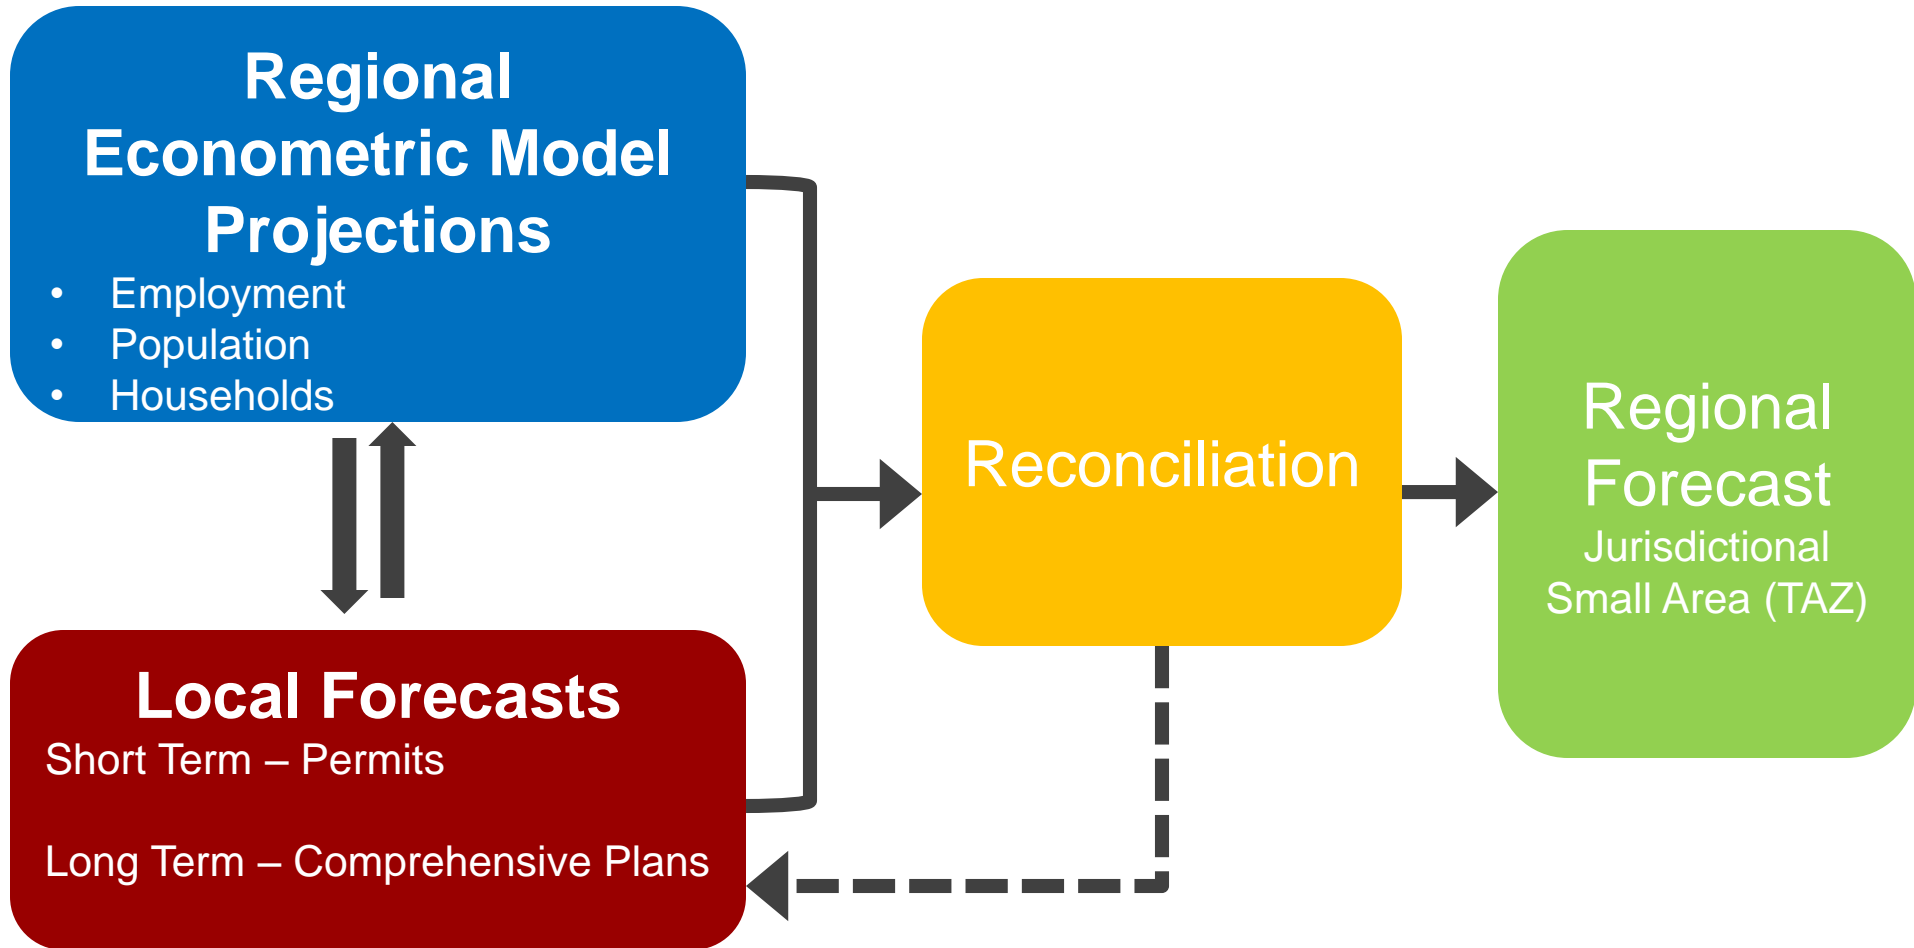 Regional
Econometric Model
Projections
• Employment
• Population
• Households
Local Forecasts
Short Term – Permits
Long Term – Comprehensive Plans
Reconciliation
Regional
Forecast
Jurisdictional
Small Area (TAZ)